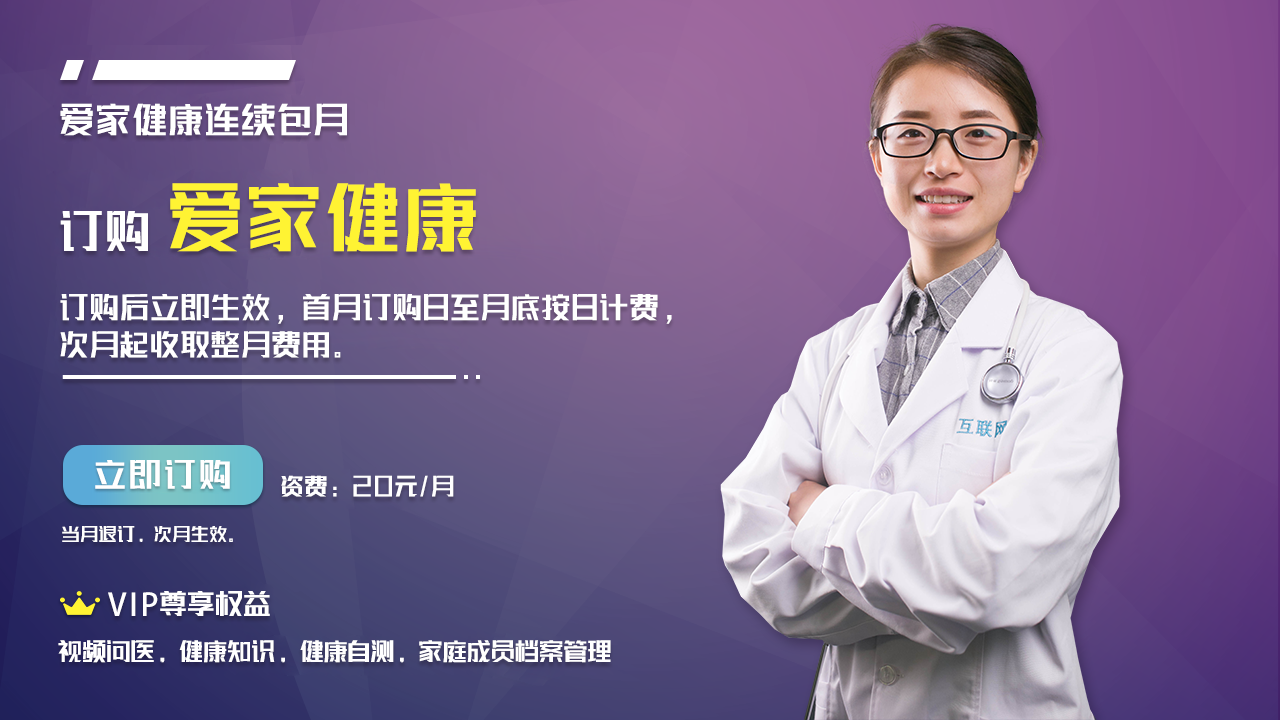 爱家健康连续包月
订购 爱家健康
订购后立即生效，首月订购日至月底按日计费，
次月起收取整月费用。
立即订购 资费：20元/月
当月退订，次月生效。
VIP尊享权益
视频问医，健康知识，健康自测，家庭成员档案管理
互联网